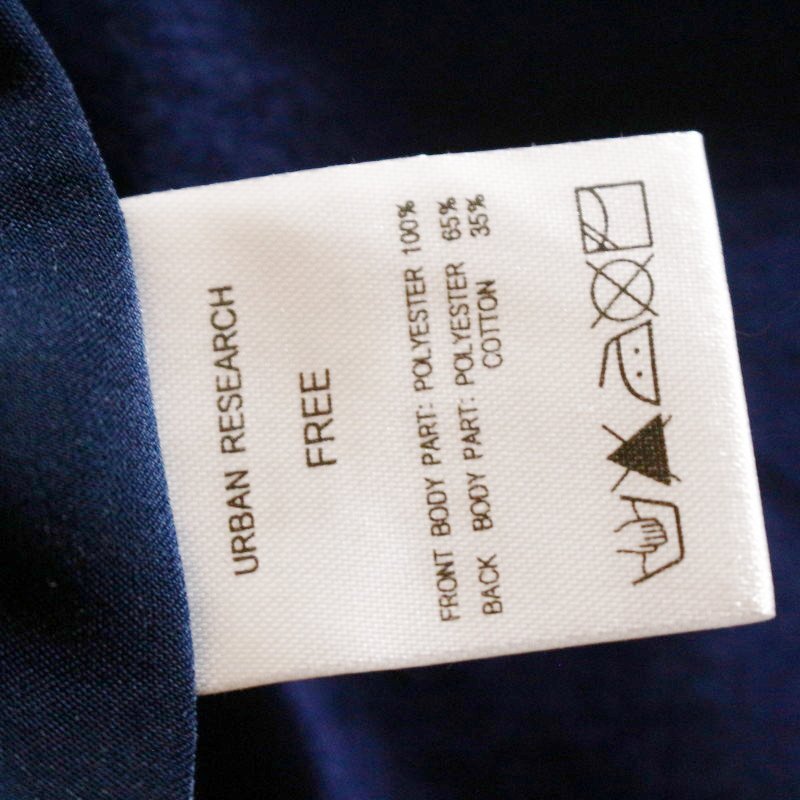 URBAN RESEARCH
FREE
FRONT BODY PART: POLYESTER 100%
BACK BODY PART: POLYESTER 65%
COTTON 35%